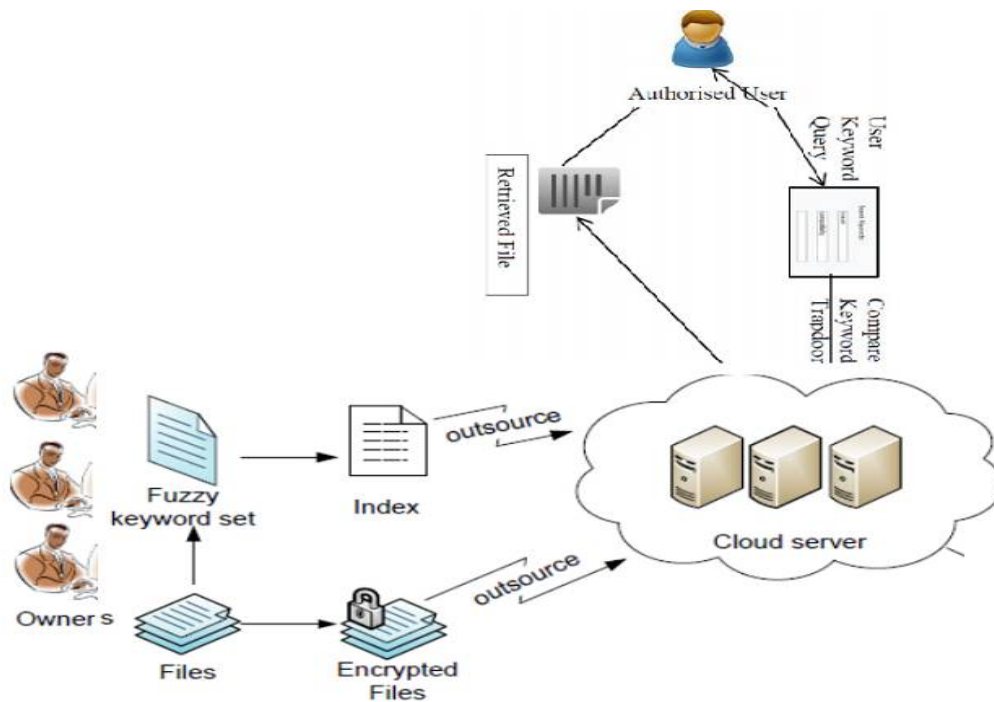 Authorised User
User
Keyword
Query
Retrieved File
Compare
Keyword
Trapdoor
outsource
Fuzzy
keyword set
Index
Cloud server
outsource
Owner s
Files
Encrypted
Files